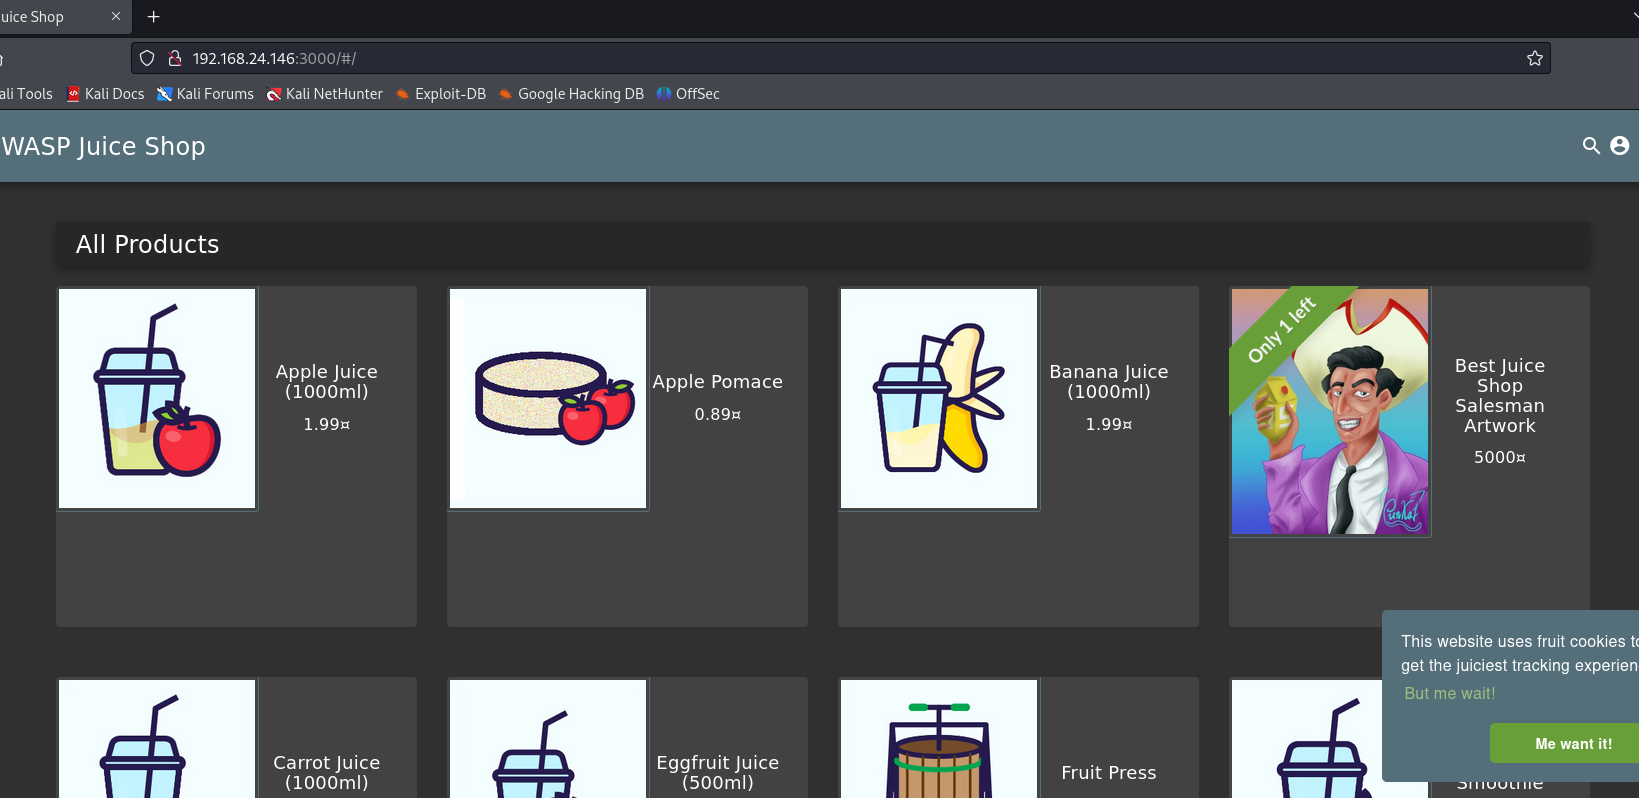 uice Shop
192.168.24.146:3000/#/
ali Tools Kali Docs Kali Forums Kali NetHunter Exploit-DB Google Hacking DB OffSec
WASP Juice Shop
All Products
Apple Juice
(1000ml)
1.99¤
Apple Pomace
0.89¤
Banana Juice
(1000ml)
1.99¤
Only 1 left
Best Juice
Shop
Salesman
Artwork
5000¤
Carrot Juice
(1000ml)
Eggfruit Juice
(500ml)
Fruit Press
Smoothie
This website uses fruit cookies to
get the juiciest tracking experien
But me wait!
Me want it!